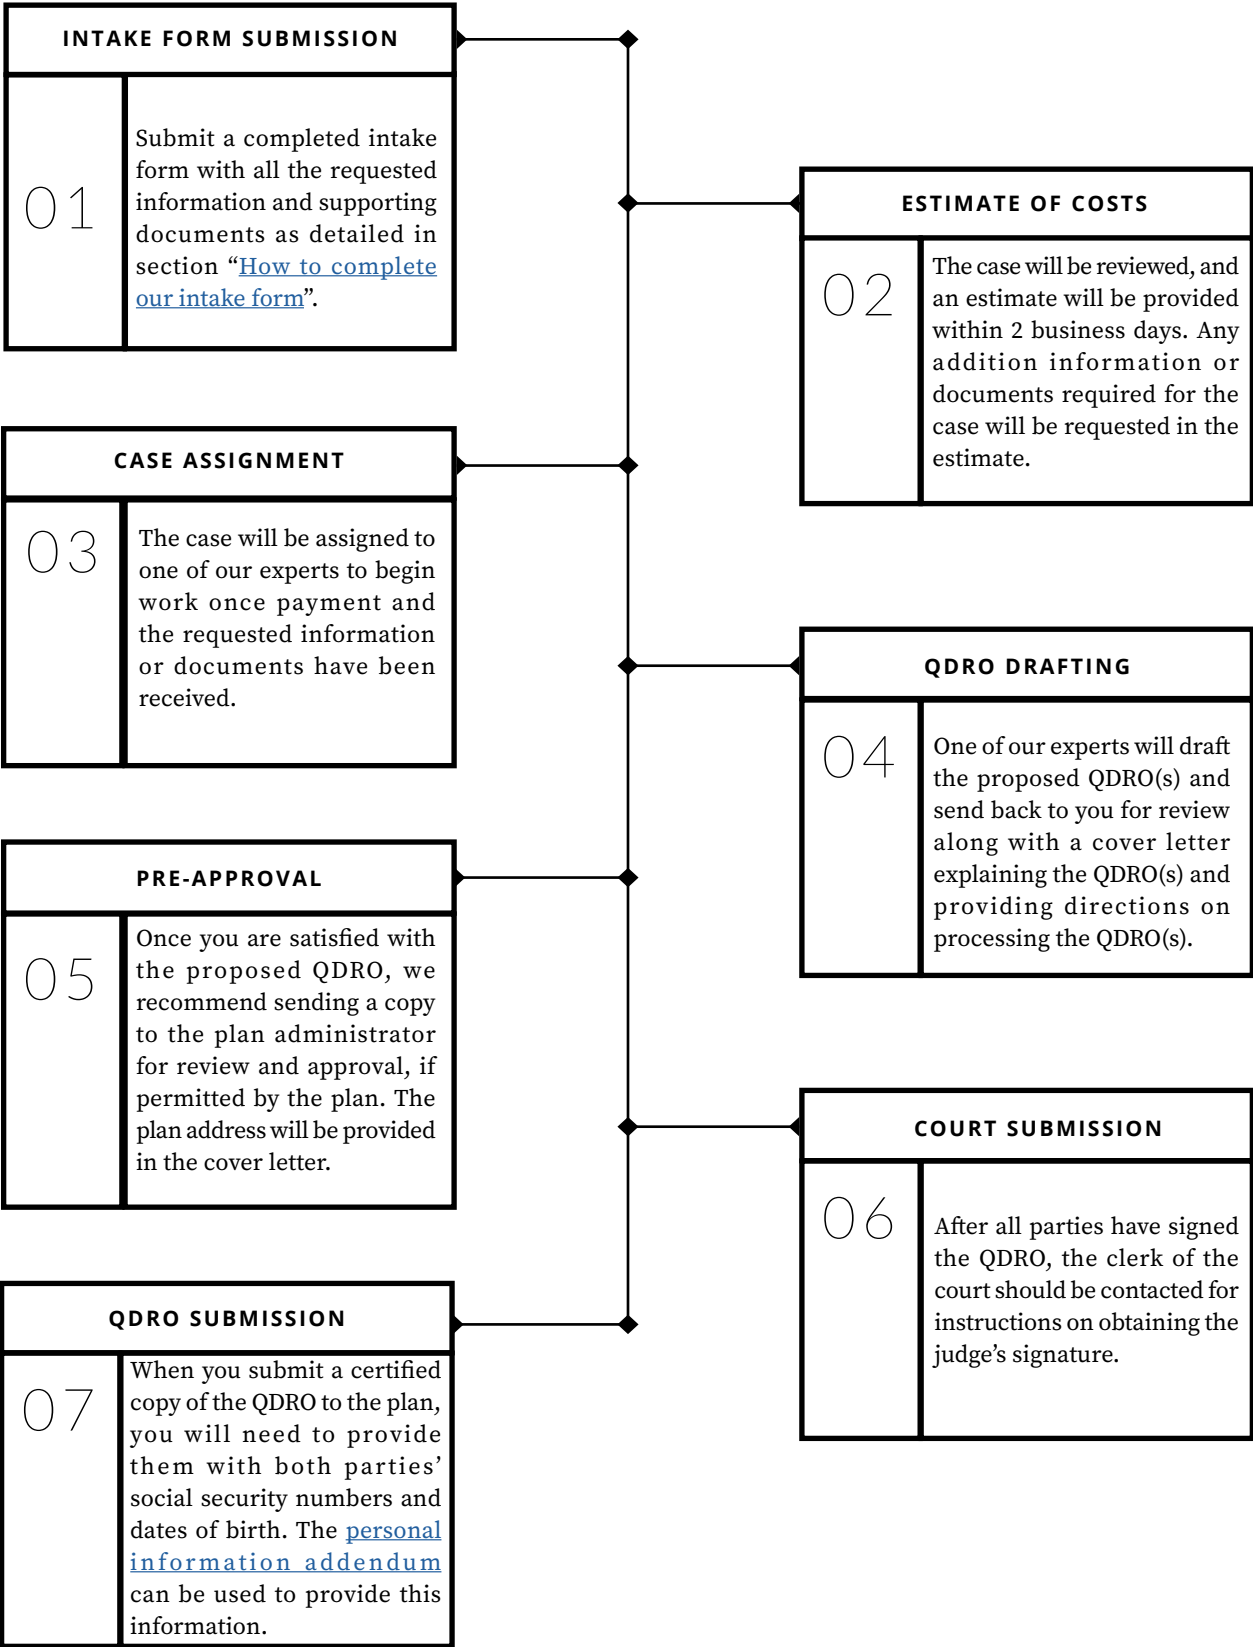 INTAKE FORM SUBMISSION
01
Submit a completed intake
form with all the requested
information and supporting
documents as detailed in
section “How to complete
our intake form”.
ESTIMATE OF COSTS
02
The case will be reviewed, and
an estimate will be provided
within 2 business days. Any
addition information or
documents required for the
case will be requested in the
estimate.
CASE ASSIGNMENT
03
The case will be assigned to
one of our experts to begin
work once payment and
the requested information
or documents have been
received.
QDRO DRAFTING
04
One of our experts will draft
the proposed QDRO(s) and
send back to you for review
along with a cover letter
explaining the QDRO(s) and
providing directions on
processing the QDRO(s).
PRE-APPROVAL
05
Once you are satisfied with
the proposed QDRO, we
recommend sending a copy
to the plan administrator
for review and approval, if
permitted by the plan. The
plan address will be provided
in the cover letter.
COURT SUBMISSION
06
After all parties have signed
the QDRO, the clerk of the
court should be contacted for
instructions on obtaining the
judge’s signature.
QDRO SUBMISSION
07
When you submit a certified
copy of the QDRO to the plan,
you will need to provide
them with both parties’
social security numbers and
dates of birth. The personal
information addendum
can be used to provide this
information.